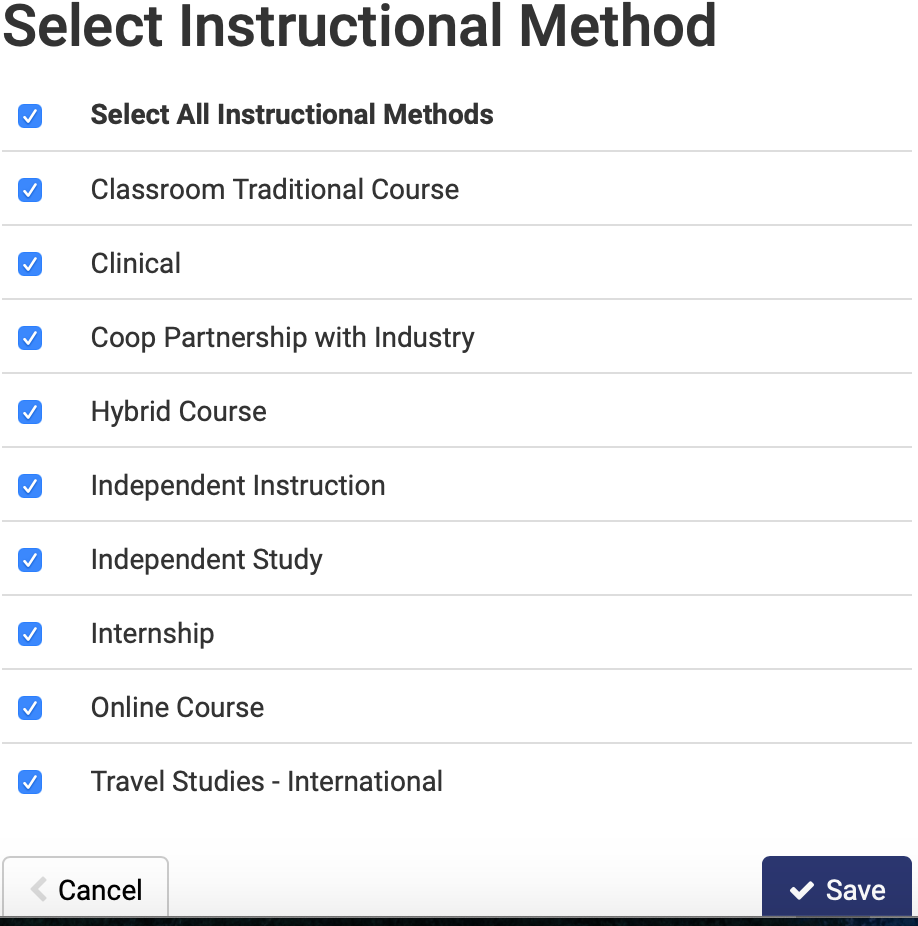 Select Instructional Method
Select All Instructional Methods
Classroom Traditional Course
Clinical
Coop Partnership with Industry
Hybrid Course
Independent Instruction
Independent Study
Internship
Online Course
Travel Studies - International
Cancel
Save